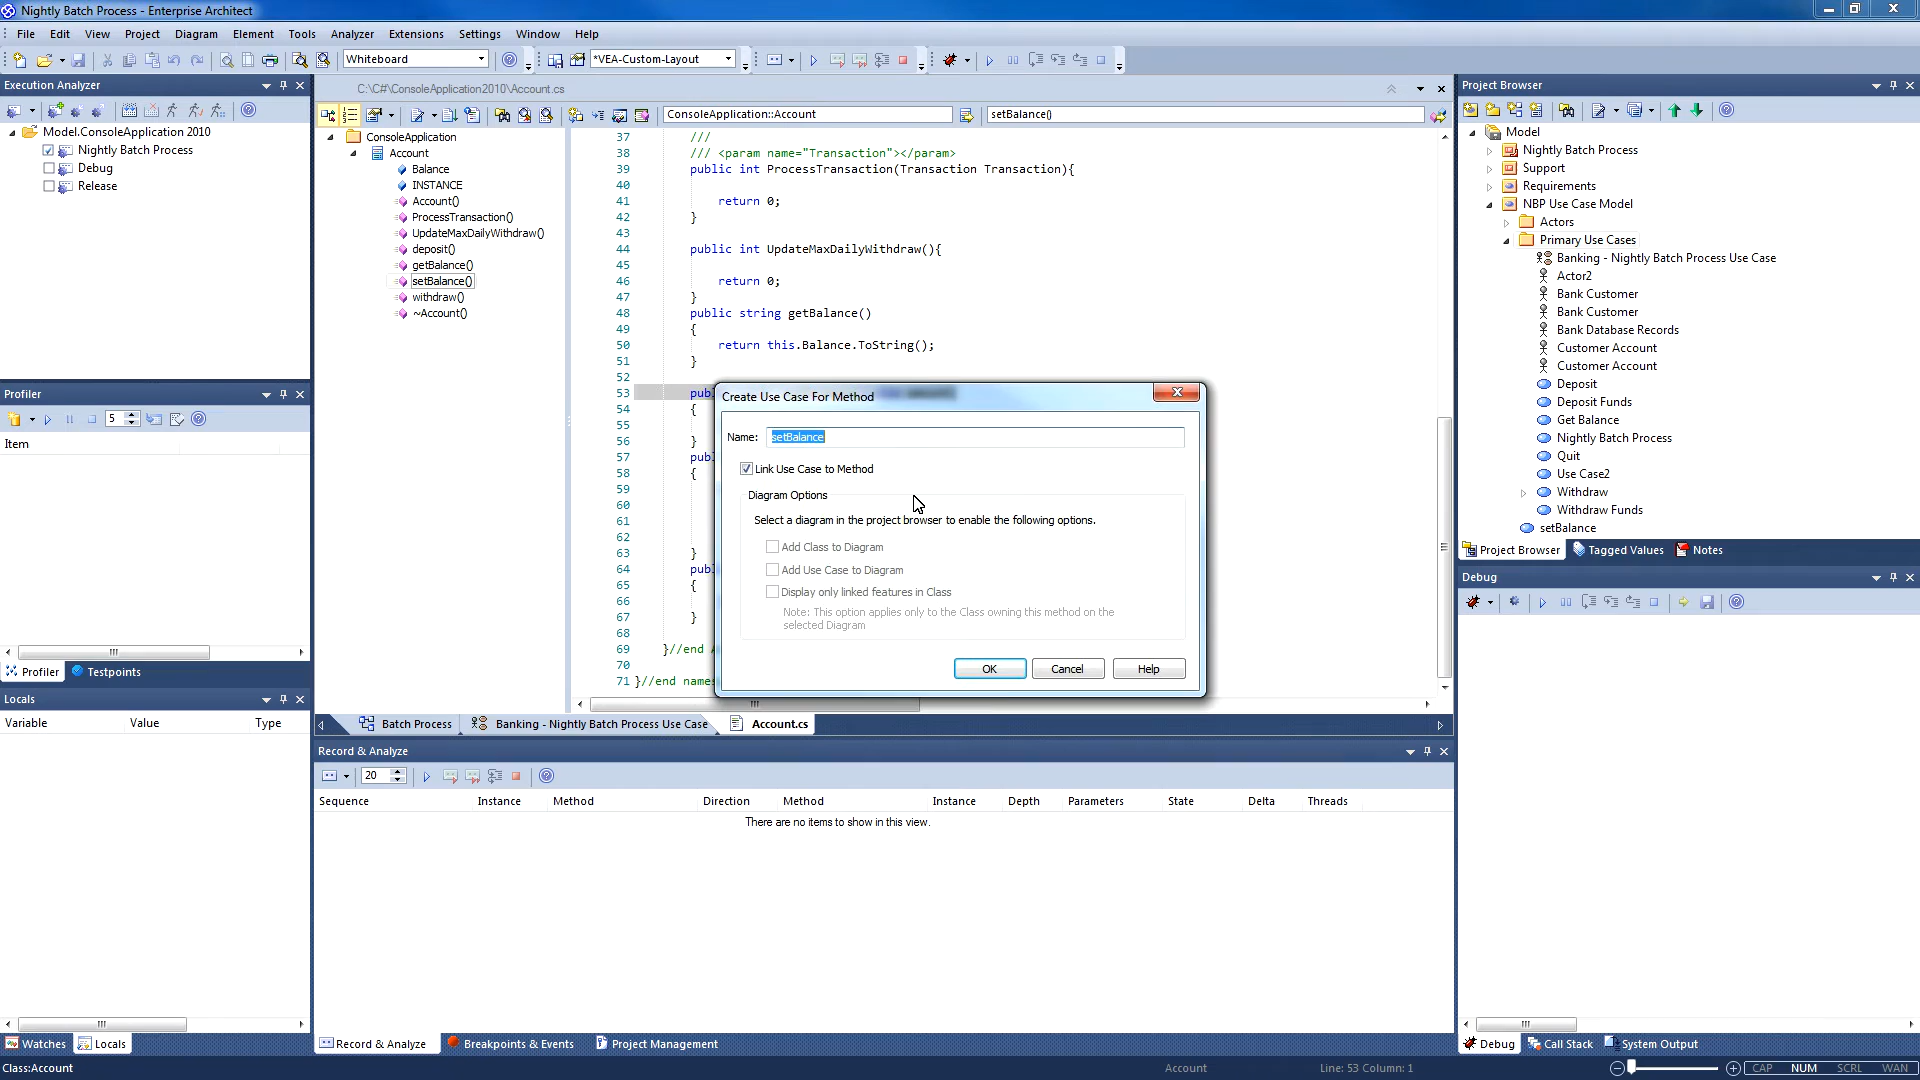 Nightly Batch Process - Enterprise Architect
File Edit View Project Diagram Element Tools Analyzer Extensions Settings Window Help
Whiteboard
*VEA-Custom-Layout
Execution Analyzer
Model.ConsoleApplication 2010
Nightly Batch Process
Debug
Release
Profiler
5
Item
Profiler Testpoints
Locals
Variable Value Type
Watches Locals
C:\C#\ConsoleApplication2010\Account.cs
ConsoleApplication::Account
setBalance()
ConsoleApplication
Account
Balance
INSTANCE
Account()
ProcessTransaction()
UpdateMaxDailyWithdraw()
deposit()
getBalance()
setBalance()
withdraw()
~Account()
37 ///
38 /// <param name="Transaction"></param>
39 public int ProcessTransaction(Transaction Transaction){
40
41 return 0;
42 }
43
44 public int UpdateMaxDailyWithdraw(){
45
46 return 0;
47 }
48 public string getBalance()
49 {
50 return this.Balance.ToString();
51 }
52
53 publ
54 {
55
56 }
57 publ
58 {
59
60
61
62
63 }
64 publ
65 {
66
67 }
68
69 }//end A
70
71 }//end names
Create Use Case For Method
Name: setBalance
Link Use Case to Method
Diagram Options
Select a diagram in the project browser to enable the following options.
Add Class to Diagram
Add Use Case to Diagram
Display only linked features in Class
Note: This option applies only to the Class owning this method on the
selected Diagram
OK Cancel Help
Batch Process Banking - Nightly Batch Process Use Case Account.cs
Record & Analyze
20
Sequence Instance Method Direction Method Instance Depth Parameters State Delta Threads
There are no items to show in this view.
Record & Analyze Breakpoints & Events Project Management
Project Browser
Model
Nightly Batch Process
Support
Requirements
NBP Use Case Model
Actors
Primary Use Cases
Banking - Nightly Batch Process Use Case
Actor2
Bank Customer
Bank Customer
Bank Database Records
Customer Account
Customer Account
Deposit
Deposit Funds
Get Balance
Nightly Batch Process
Quit
Use Case2
Withdraw
Withdraw Funds
setBalance
Project Browser Tagged Values Notes
Debug
Debug Call Stack System Output
Class:Account
Account
Line: 53 Column: 1
CAP NUM SCRL WAN